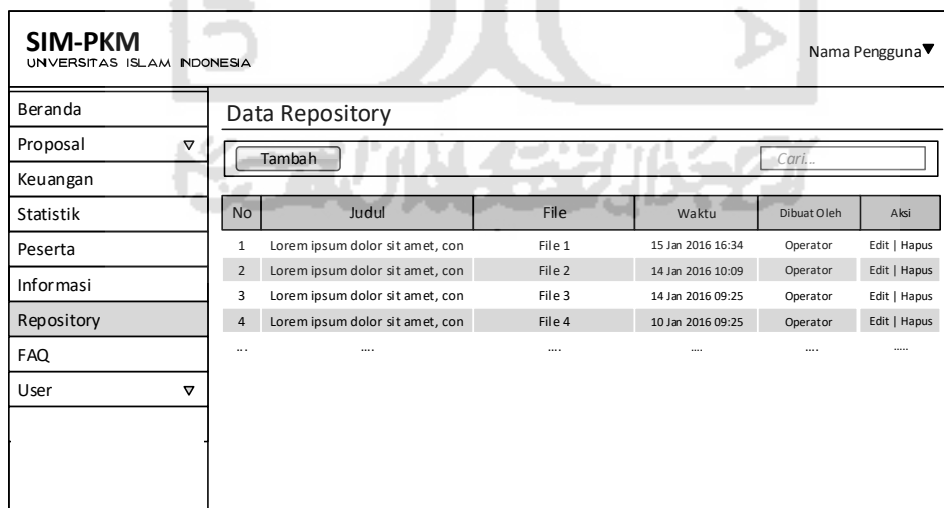 SIM-PKM
UNIVERSITAS ISLAM INDONESIA
Nama Pengguna▼
Beranda
Proposal ▽
Keuangan
Statistik
Peserta
Informasi
Repository
FAQ
User ▽
Data Repository
Tambah
Cari...
No Judul File Waktu Dibuat Oleh Aksi
1 Lorem ipsum dolor sit amet, con File 1 15 Jan 2016 16:34 Operator Edit | Hapus
2 Lorem ipsum dolor sit amet, con File 2 14 Jan 2016 10:09 Operator Edit | Hapus
3 Lorem ipsum dolor sit amet, con File 3 14 Jan 2016 09:25 Operator Edit | Hapus
4 Lorem ipsum dolor sit amet, con File 4 10 Jan 2016 09:25 Operator Edit | Hapus
... .... .... .... .... .....